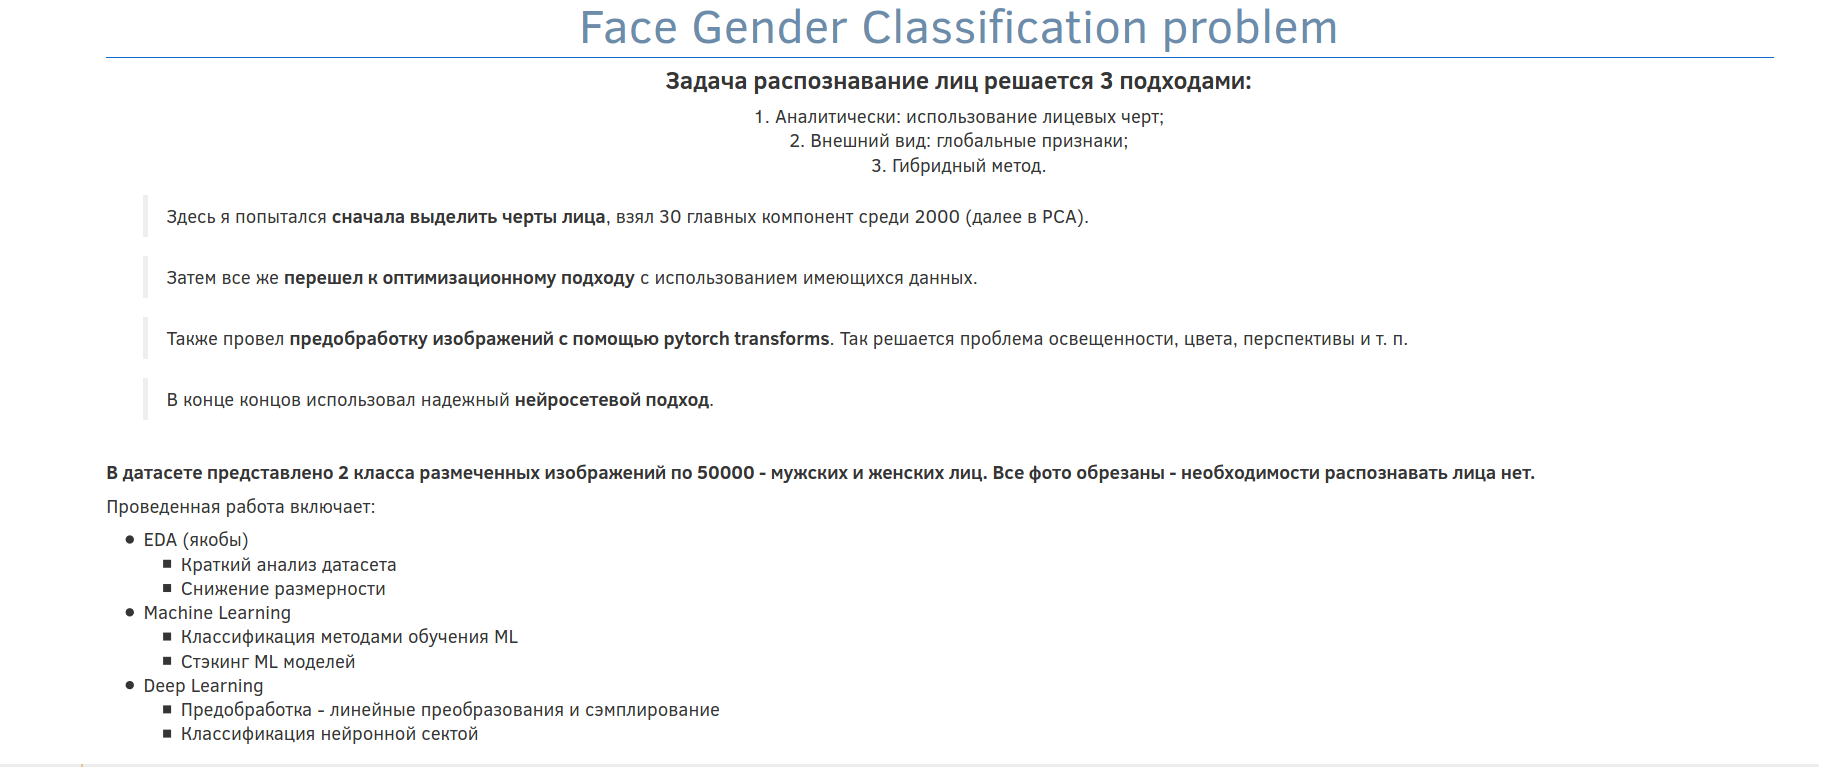 Face Gender Classification problem
Задача распознавание лиц решается 3 подходами:
1. Аналитически: использование лицевых черт;
2. Внешний вид: глобальные признаки;
3. Гибридный метод.
Здесь я попытался сначала выделить черты лица, взял 30 главных компонент среди 2000 (далее в PCA).
Затем все же перешел к оптимизационному подходу с использованием имеющихся данных.
Также провел предобработку изображений с помощью pytorch transforms. Так решается проблема освещенности, цвета, перспективы и т. п.
В конце концов использовал надежный нейросетевой подход.
В датасете представлено 2 класса размеченных изображений по 50000 - мужских и женских лиц. Все фото обрезаны - необходимости распознавать лица нет.
Проведенная работа включает:
EDA (якобы)
Краткий анализ датасета
Снижение размерности
Machine Learning
Классификация методами обучения ML
Стэкинг ML моделей
Deep Learning
Предобработка - линейные преобразования и сэмплирование
Классификация нейронной сектой